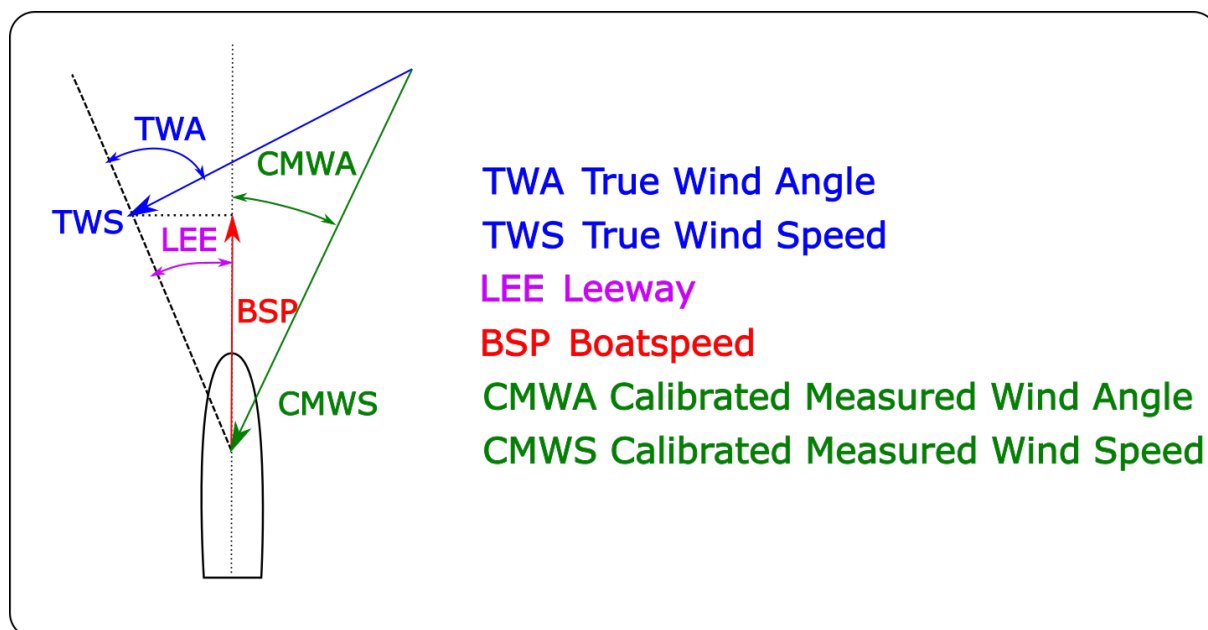 TWA
CMWA
TWS
LEE
BSP
CMWS
TWA True Wind Angle
TWS True Wind Speed
LEE Leeway
BSP Boatspeed
CMWA Calibrated Measured Wind Angle
CMWS Calibrated Measured Wind Speed